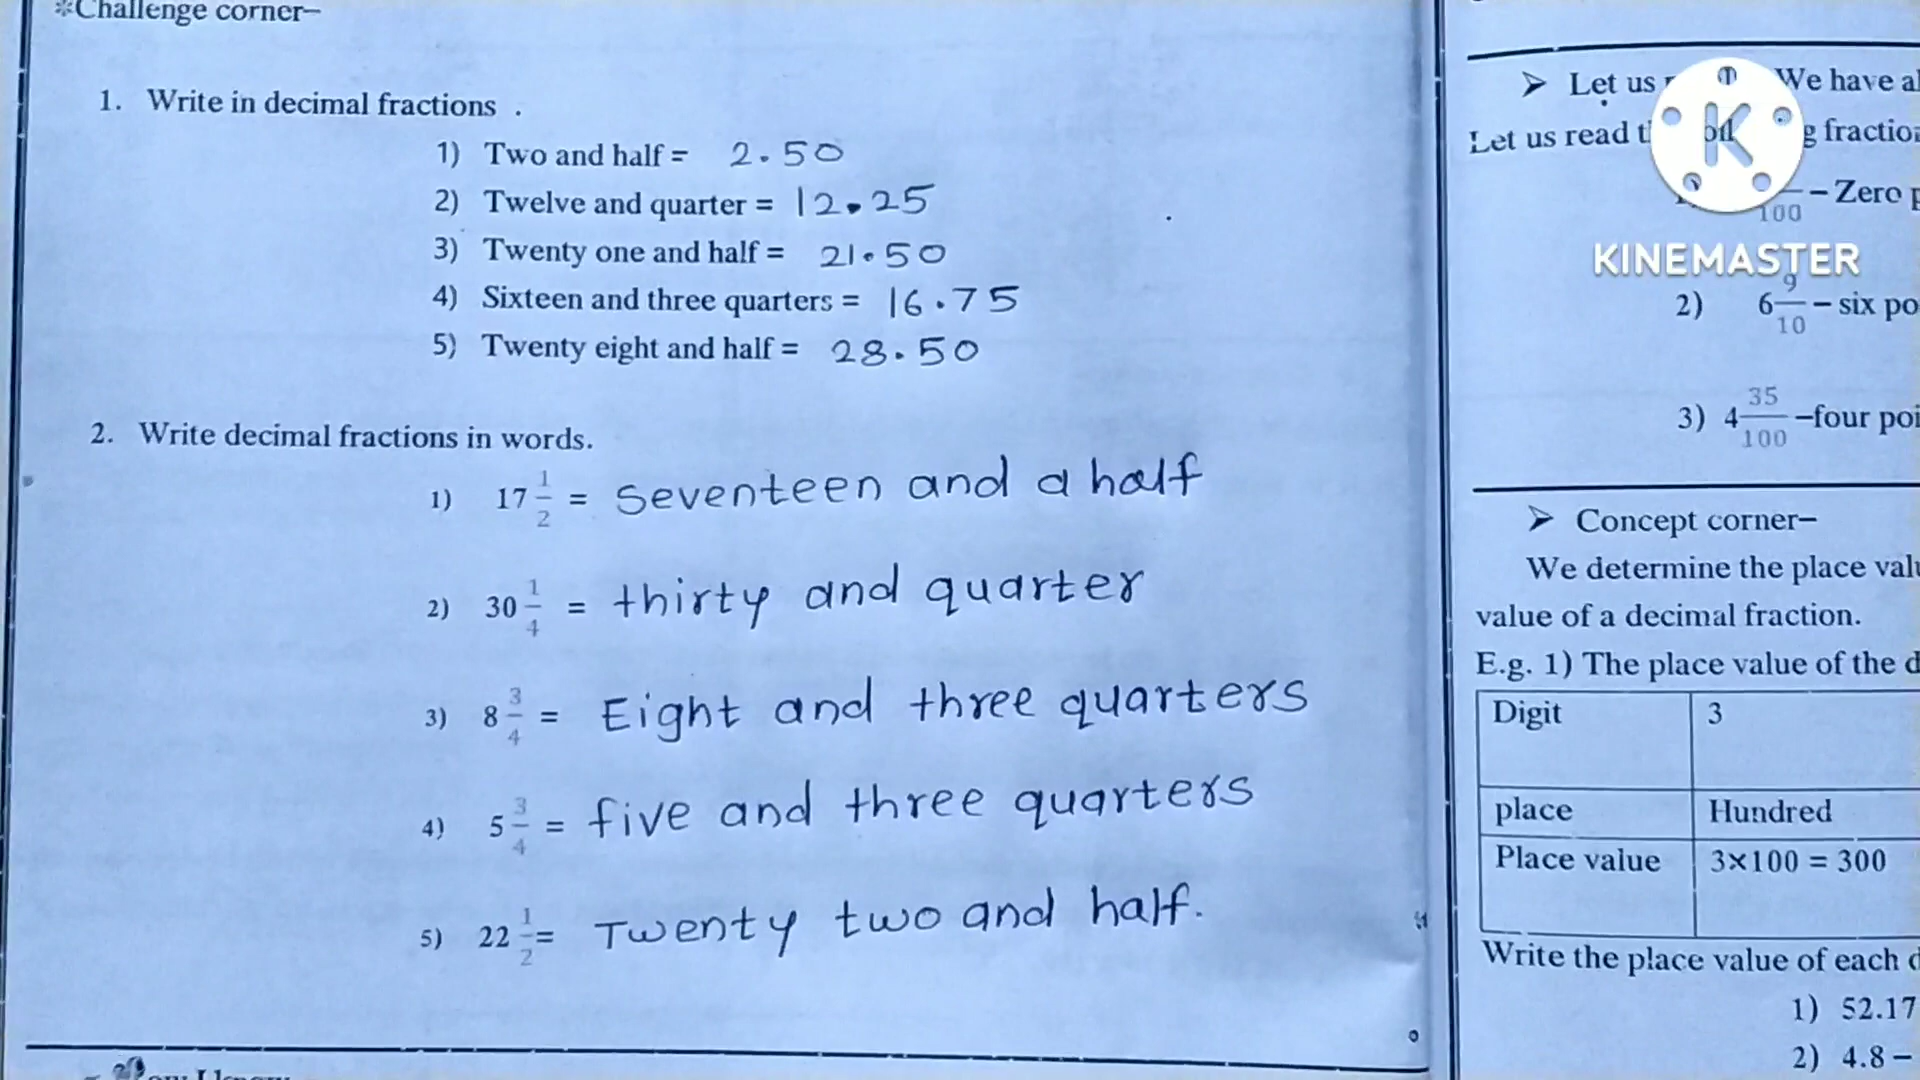 *Challenge corner–
1. Write in decimal fractions .
1) Two and half = 2.50
2) Twelve and quarter = 12.25
3) Twenty one and half = 21.50
4) Sixteen and three quarters = 16.75
5) Twenty eight and half = 28.50
2. Write decimal fractions in words.
1) 17 1/2 = seventeen and a half
2) 30 1/4 = thirty and quarter
3) 8 3/4 = Eight and three quarters
4) 5 3/4 = five and three quarters
5) 22 1/2 = Twenty two and half.
➢ Let us We have
Let us read
100 – Zero
KINEMASTER
2) 6 9/10 – six
3) 4 35/100 –four
➢ Concept corner–
We determine the place
value of a decimal fraction.
E.g. 1) The place value of the
Digit 3
place Hundred
Place value 3×100 = 300
Write the place value of each
1) 52.17
2) 4.8 –